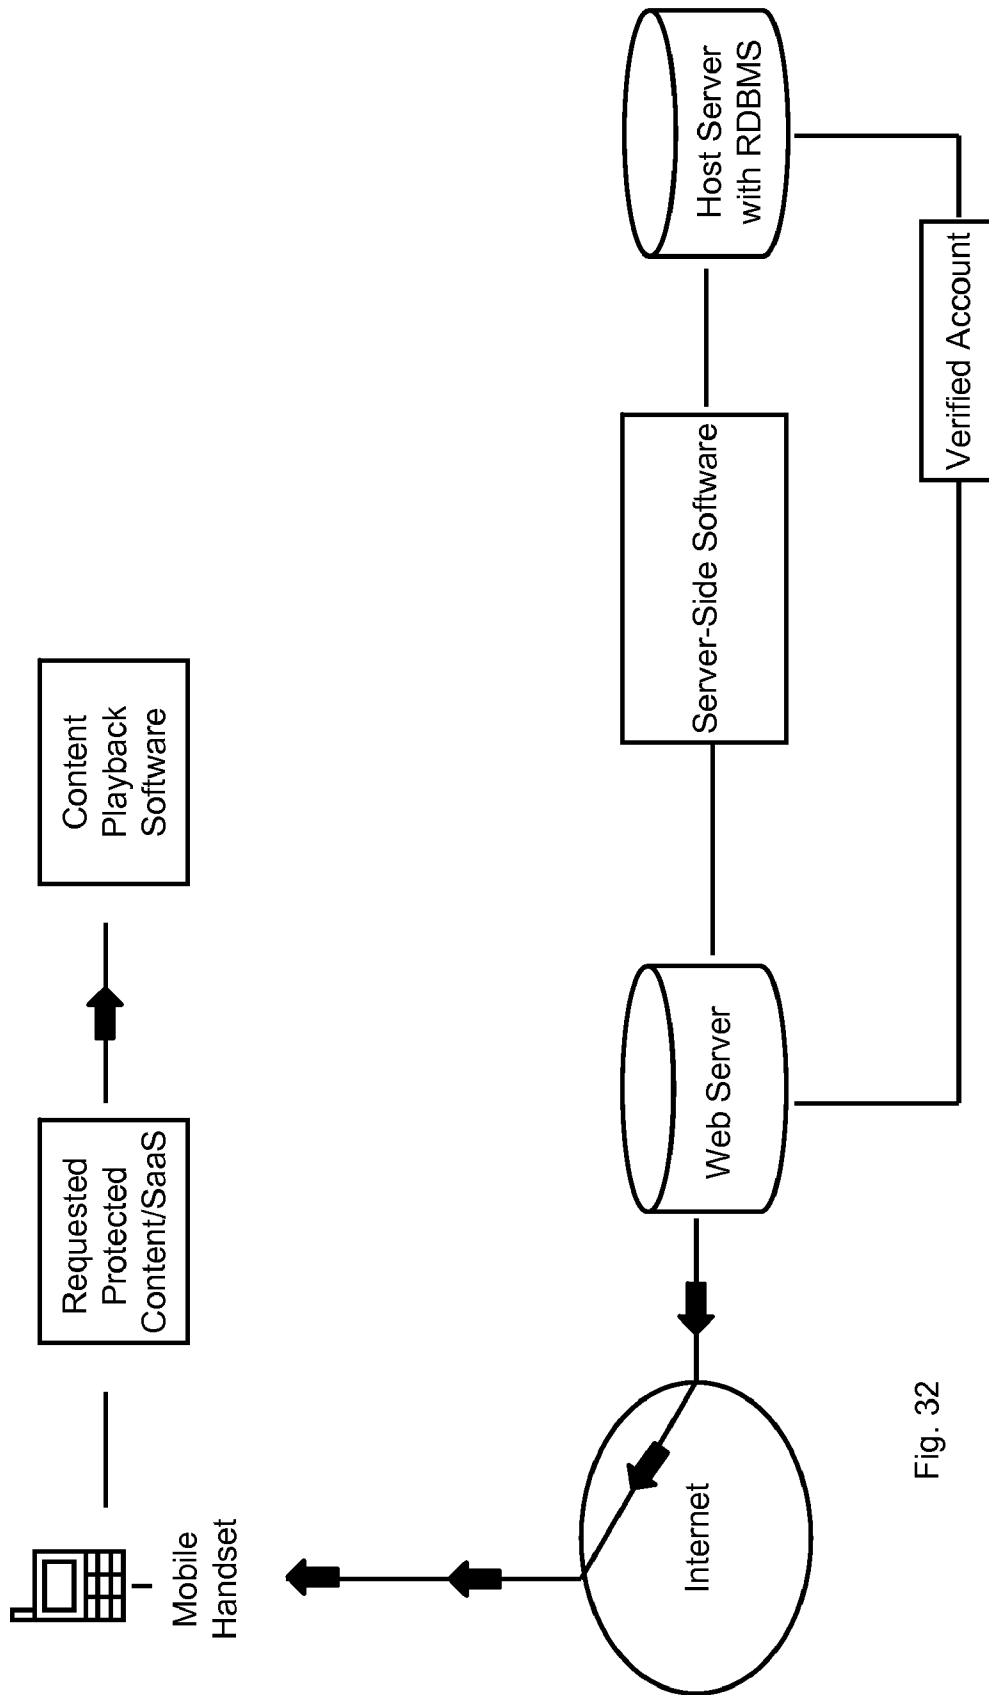 Mobile
Handset
Requested
Protected
Content/SaaS
Content
Playback
Software
Internet
Web Server
Server-Side Software
Host Server
with RDBMS
Verified Account
Fig. 32